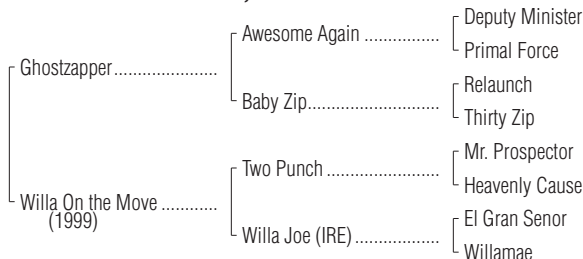 Deputy Minister
Awesome Again ................
Primal Force
Ghostzapper.....................
Relaunch
Baby Zip............................
Thirty Zip
Mr. Prospector
Two Punch ........................
Heavenly Cause
Willa On the Move ............
(1999)
El Gran Senor
Willa Joe (IRE) ..................
Willamae